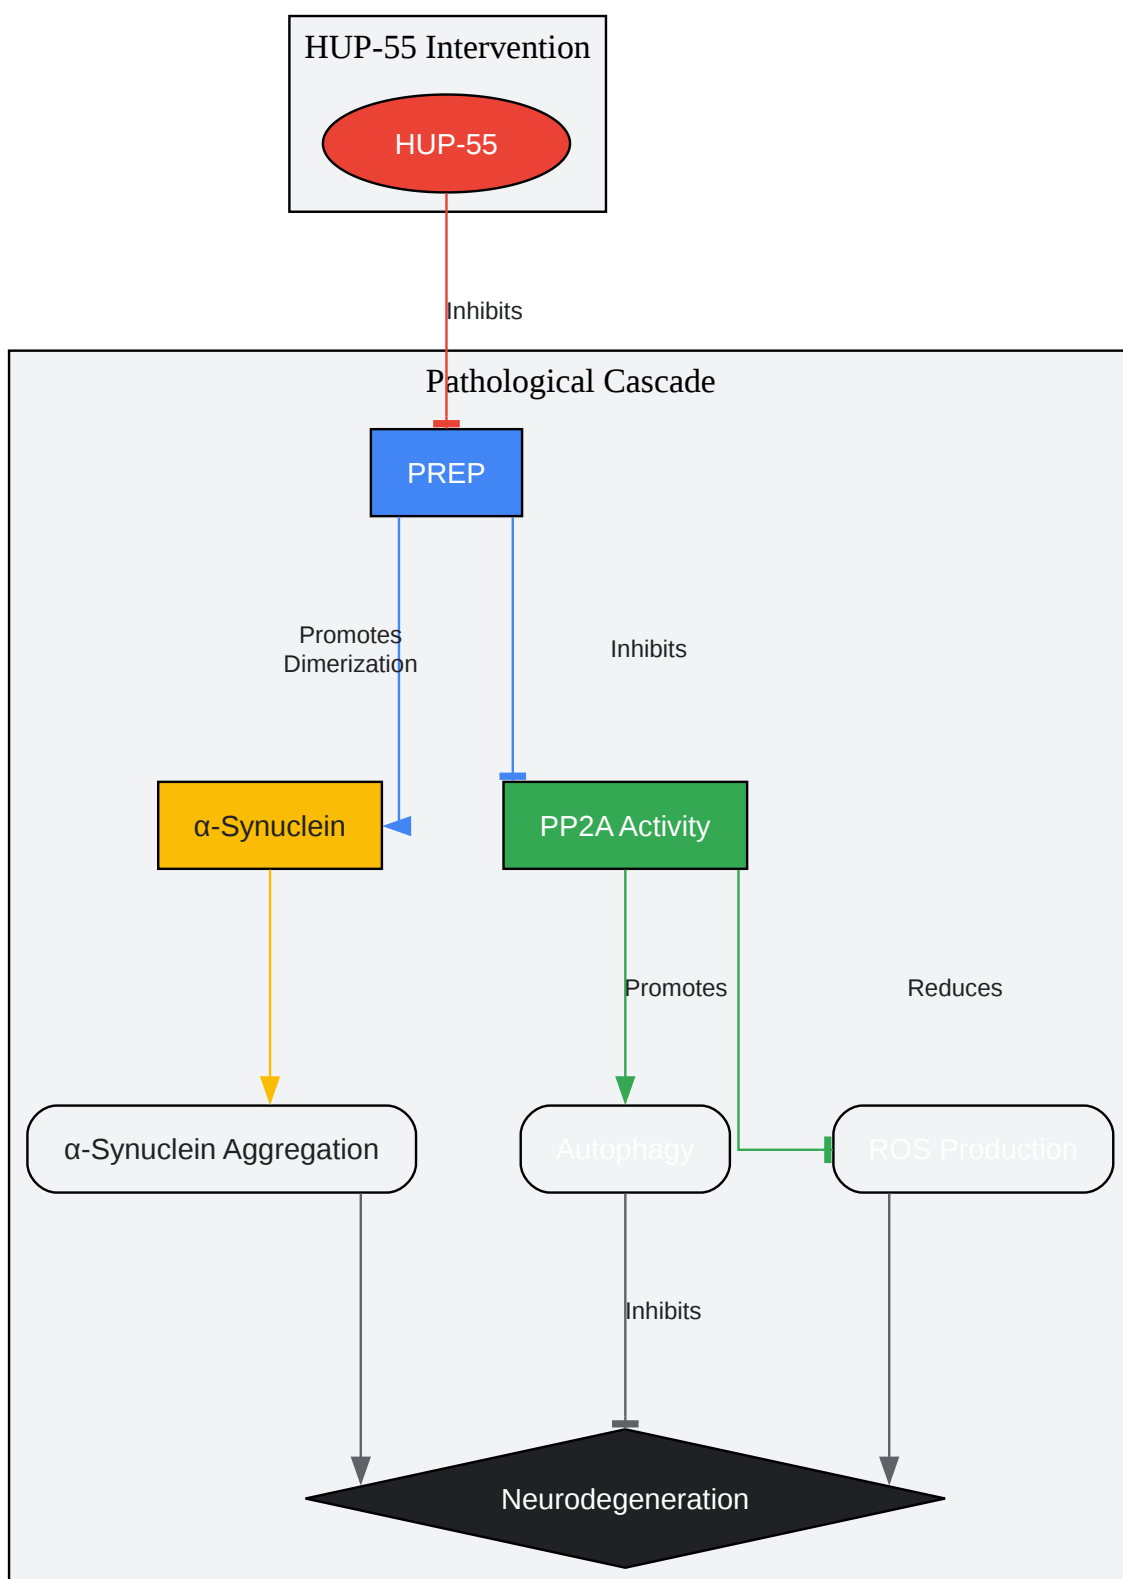 HUP-55 Intervention
HUP-55
Inhibits
Pathological Cascade
PREP
Promotes
Dimerization
Inhibits
α-Synuclein
PP2A Activity
Promotes
Reduces
α-Synuclein Aggregation
Autophagy
ROS Production
Inhibits
Neurodegeneration